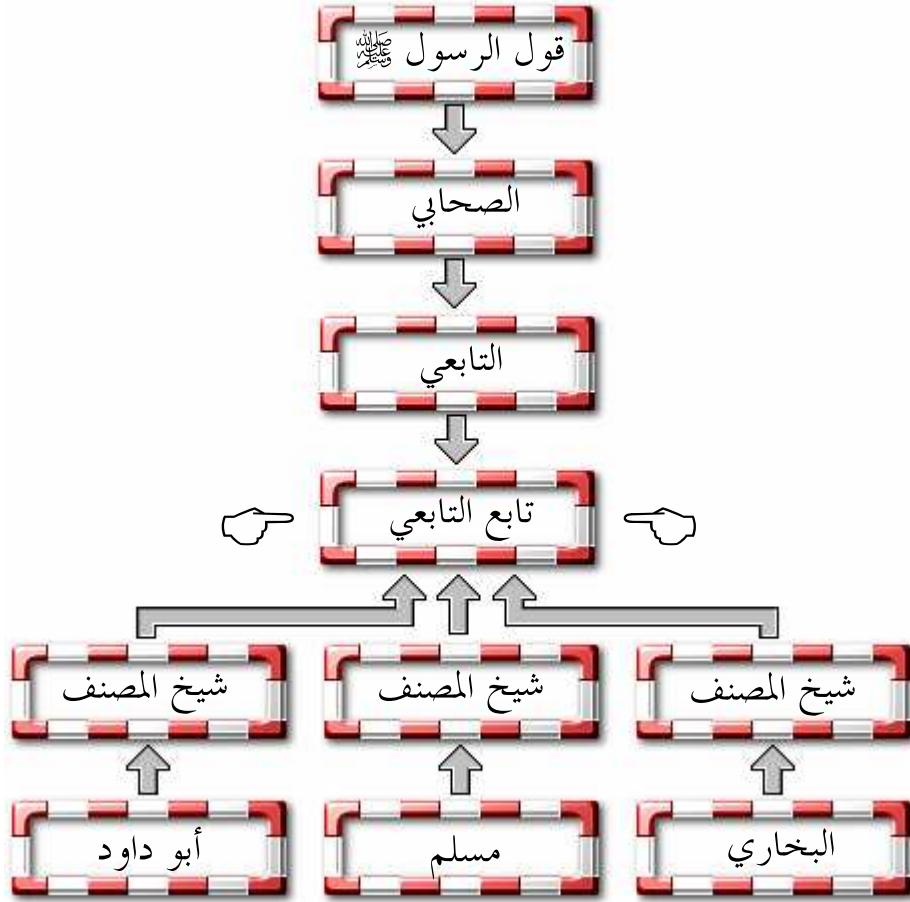 قول الرسول ﷺ
الصحابي
التابعي
تابع التابعي
شيخ المصنف
شيخ المصنف
شيخ المصنف
البخاري
مسلم
أبو داود